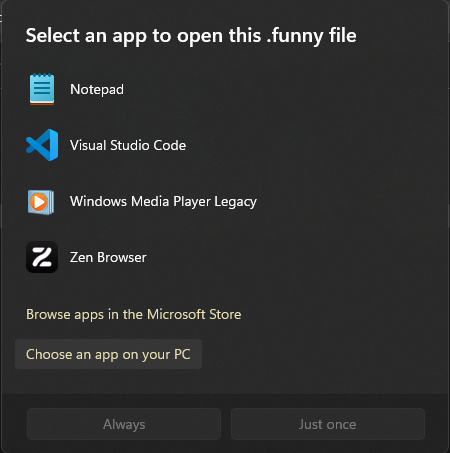 Select an app to open this .funny file
Notepad
Visual Studio Code
Windows Media Player Legacy
Zen Browser
Browse apps in the Microsoft Store
Choose an app on your PC
Always
Just once